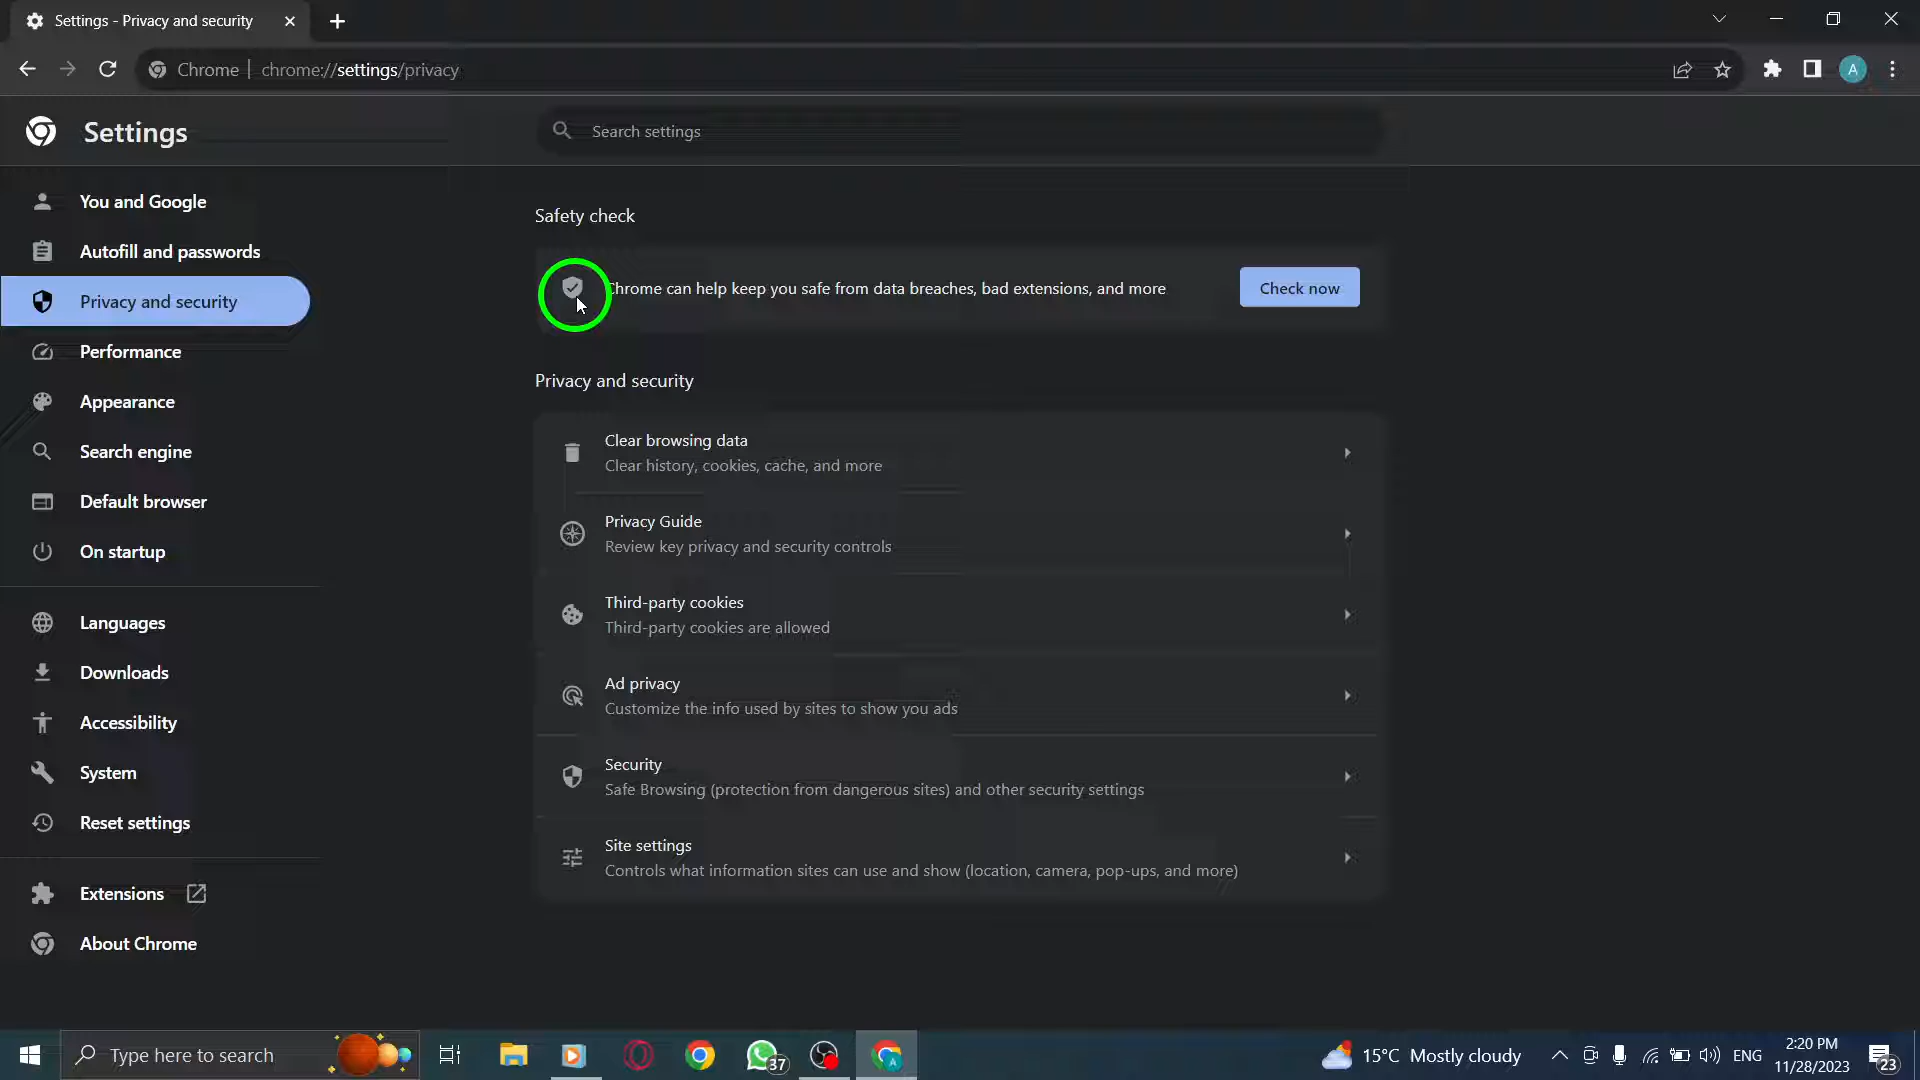 Settings - Privacy and security
Chrome
chrome://settings/privacy
A
Settings
Search settings
You and Google
Autofill and passwords
Privacy and security
Performance
Appearance
Search engine
Default browser
On startup
Languages
Downloads
Accessibility
System
Reset settings
Extensions
About Chrome
Safety check
Chrome can help keep you safe from data breaches, bad extensions, and more
Check now
Privacy and security
Clear browsing data
Clear history, cookies, cache, and more
Privacy Guide
Review key privacy and security controls
Third-party cookies
Third-party cookies are allowed
Ad privacy
Customize the info used by sites to show you ads
Security
Safe Browsing (protection from dangerous sites) and other security settings
Site settings
Controls what information sites can use and show (location, camera, pop-ups, and more)
Type here to search
37
A
15°C Mostly cloudy
ENG
2:20 PM
11/28/2023
23